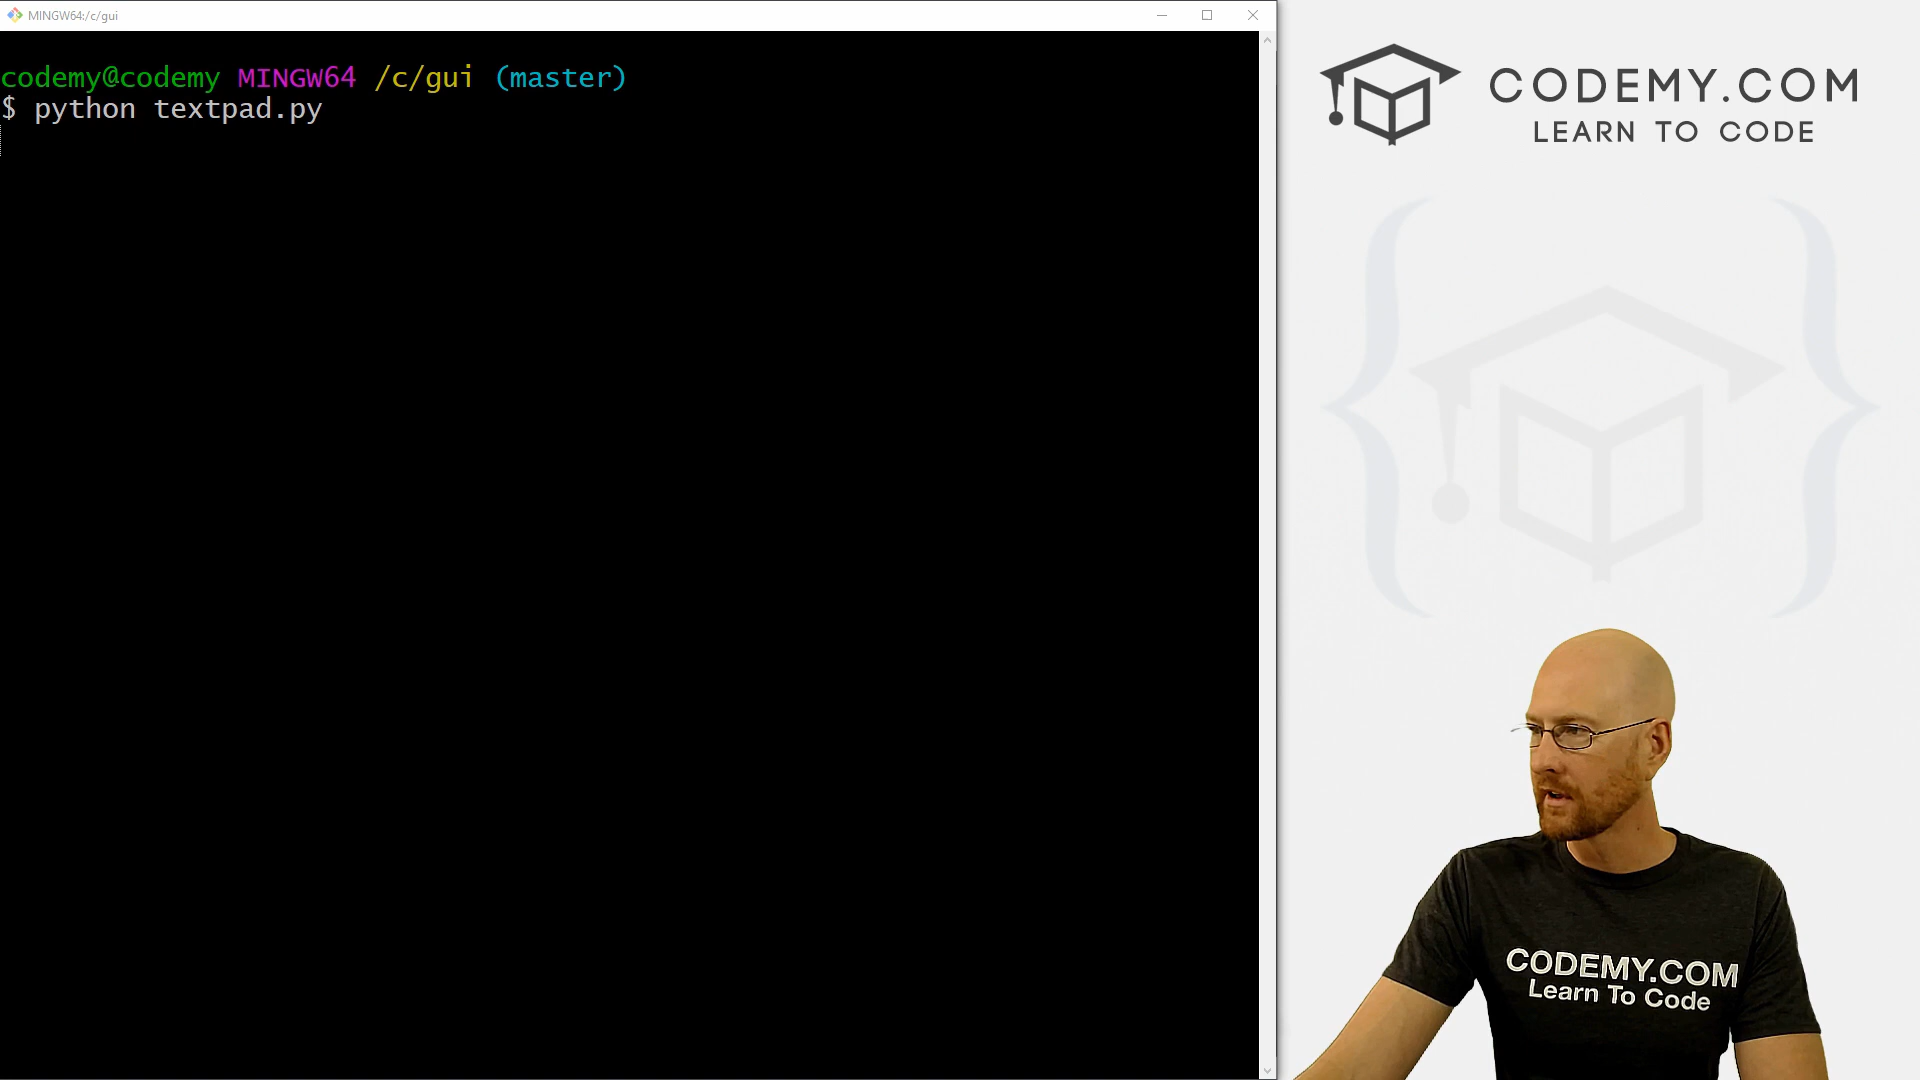 MINGW64:/c/gui
codemy@codemy MINGW64 /c/gui (master)
$ python textpad.py
CODEMY.COM
LEARN TO CODE
CODEMY.COM
Learn To Code